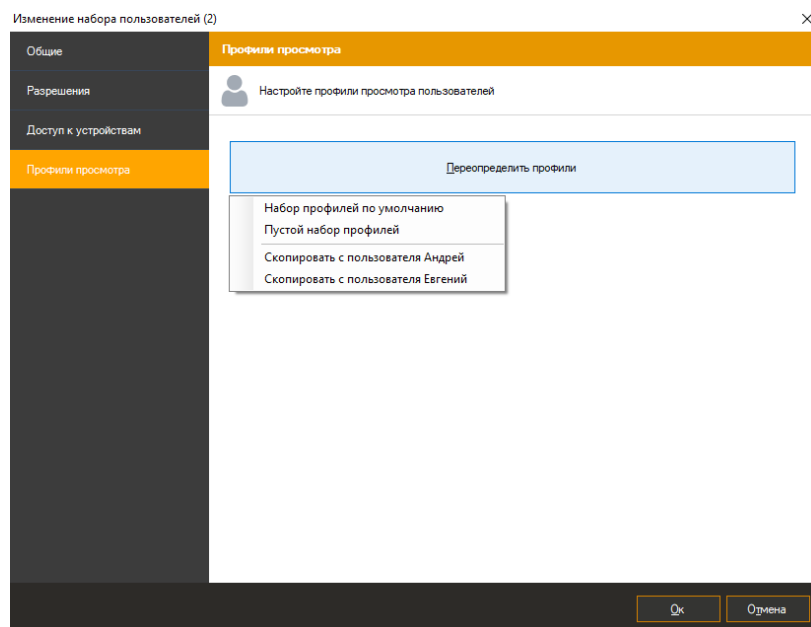 Изменение набора пользователей (2)
Общие
Разрешения
Доступ к устройствам
Профили просмотра
Профили просмотра
Настройте профили просмотра пользователей
Переопределить профили
Набор профилей по умолчанию
Пустой набор профилей
Скопировать с пользователя Андрей
Скопировать с пользователя Евгений
Ок
Отмена